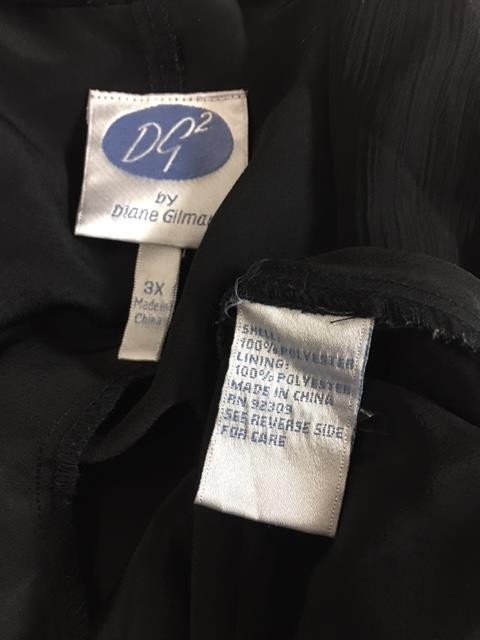 DG²
by
Diane Gilman
3X
Made in
China
SHELL:
100% POLYESTER
LINING:
100% POLYESTER
MADE IN CHINA
RN 92309
SEE REVERSE SIDE
FOR CARE